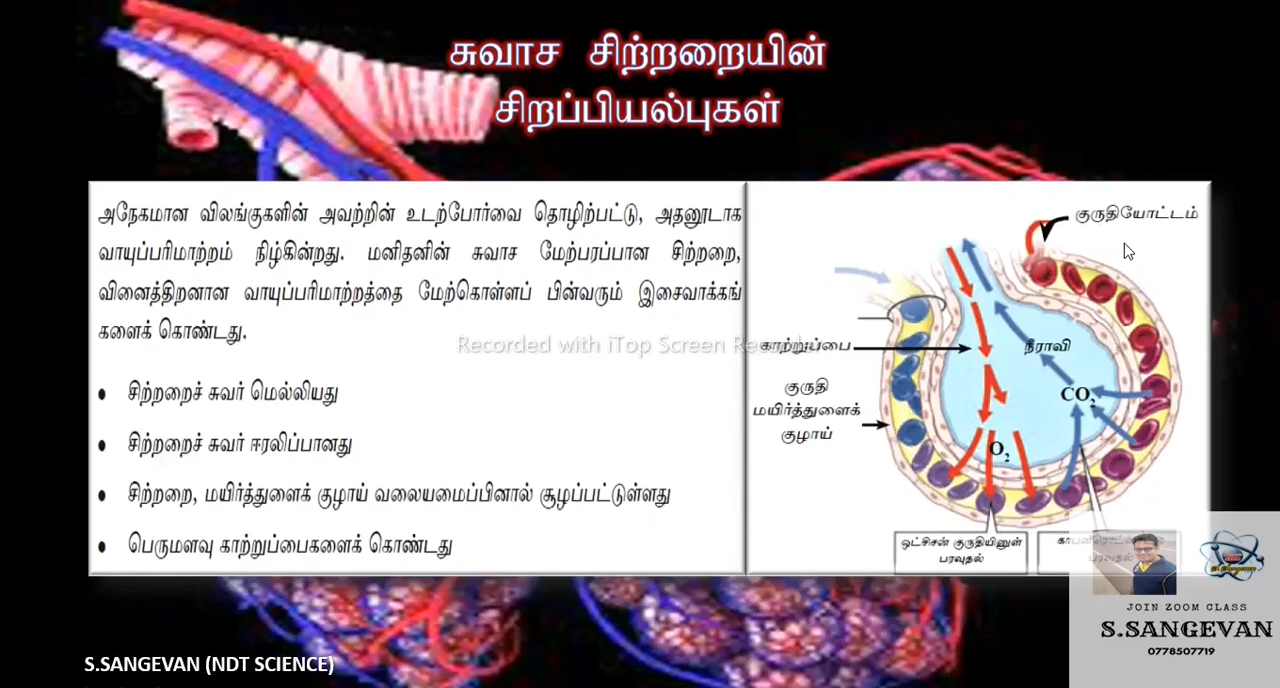 சுவாச சிற்றறையின்
சிறப்பியல்புகள்
அநேகமான விலங்குகளின் அவற்றின் உடற்போர்வை தொழிற்பட்டு, அதனூடாக
வாயுப்பரிமாற்றம் நிழ்கின்றது. மனிதனின் சுவாச மேற்பரப்பான சிற்றறை,
வினைத்திறனான வாயுப்பரிமாற்றத்தை மேற்கொள்ளப் பின்வரும் இசைவாக்கங்
களைக் கொண்டது.
• சிற்றறைச் சுவர் மெல்லியது
• சிற்றறைச் சுவர் ஈரலிப்பானது
• சிற்றறை, மயிர்த்துளைக் குழாய் வலையமைப்பினால் சூழப்பட்டுள்ளது
• பெருமளவு காற்றுப்பைகளைக் கொண்டது
குருதியோட்டம்
காற்றுப்பை
நீராவி
குருதி
மயிர்த்துளைக்
குழாய்
CO2
O2
ஒட்சிசன் குருதியினுள்
பரவுதல்
பரவுதல்
Recorded with iTop Screen
JOIN ZOOM CLASS
S.SANGEVAN
0778507719
S.SANGEVAN (NDT SCIENCE)